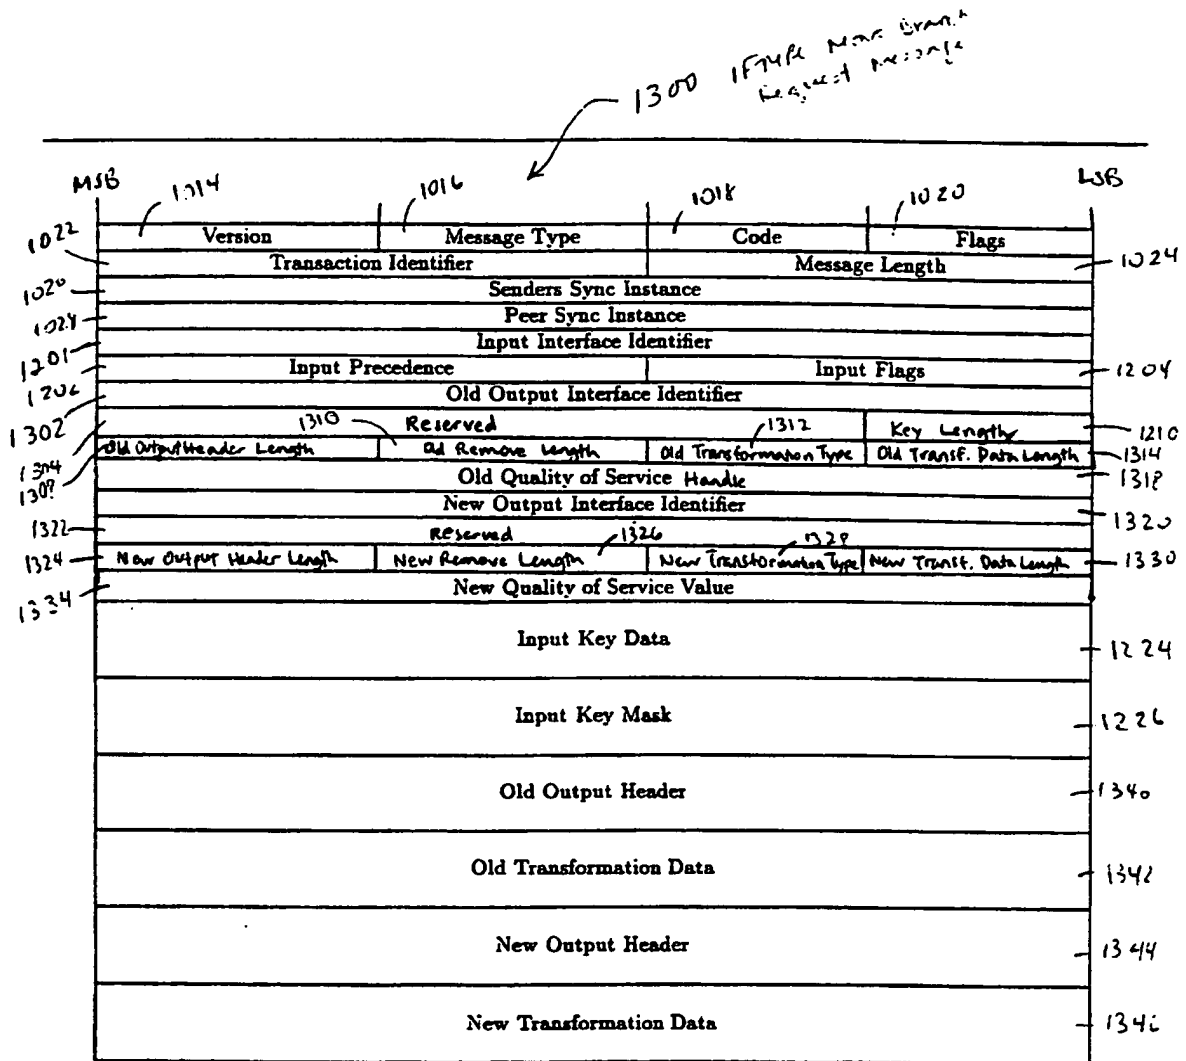 1300 IFTYPE Move Branch
Request Message
MSB 1014 1016 1018 1020 LSB
Version Message Type Code Flags
1022 Transaction Identifier Message Length 1024
Senders Sync Instance
1028 Peer Sync Instance
1201 Input Interface Identifier
Input Precedence Input Flags 1204
1206 Old Output Interface Identifier
1302 1310 Reserved 1312 Key Length 1210
1304 Old Output Header Length Old Remove Length Old Transformation Type Old Transf. Data Length 1314
Old Quality of Service Handle 1318
New Output Interface Identifier 1320
1322 Reserved 1326 1328
1324 New Output Header Length New Remove Length New Transformation Type New Transf. Data Length 1330
1334 New Quality of Service Value
Input Key Data 1224
Input Key Mask 1226
Old Output Header 1340
Old Transformation Data 1342
New Output Header 1344
New Transformation Data